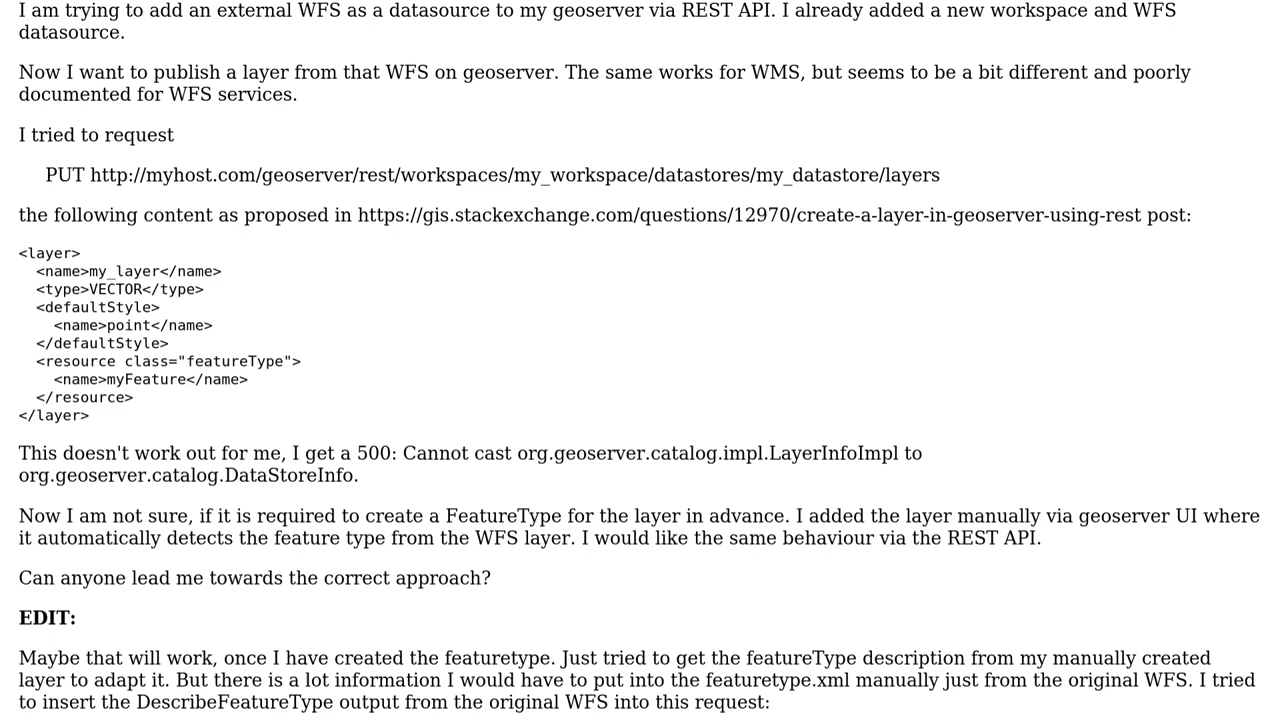 I am trying to add an external WFS as a datasource to my geoserver via REST API. I already added a new workspace and WFS
datasource.
Now I want to publish a layer from that WFS on geoserver. The same works for WMS, but seems to be a bit different and poorly
documented for WFS services.
I tried to request
PUT http://myhost.com/geoserver/rest/workspaces/my_workspace/datastores/my_datastore/layers
the following content as proposed in https://gis.stackexchange.com/questions/12970/create-a-layer-in-geoserver-using-rest post:
<layer>
  <name>my_layer</name>
  <type>VECTOR</type>
  <defaultStyle>
    <name>point</name>
  </defaultStyle>
  <resource class="featureType">
    <name>myFeature</name>
  </resource>
</layer>
This doesn't work out for me, I get a 500: Cannot cast org.geoserver.catalog.impl.LayerInfoImpl to
org.geoserver.catalog.DataStoreInfo.
Now I am not sure, if it is required to create a FeatureType for the layer in advance. I added the layer manually via geoserver UI where
it automatically detects the feature type from the WFS layer. I would like the same behaviour via the REST API.
Can anyone lead me towards the correct approach?
EDIT:
Maybe that will work, once I have created the featuretype. Just tried to get the featureType description from my manually created
layer to adapt it. But there is a lot information I would have to put into the featuretype.xml manually just from the original WFS. I tried
to insert the DescribeFeatureType output from the original WFS into this request: